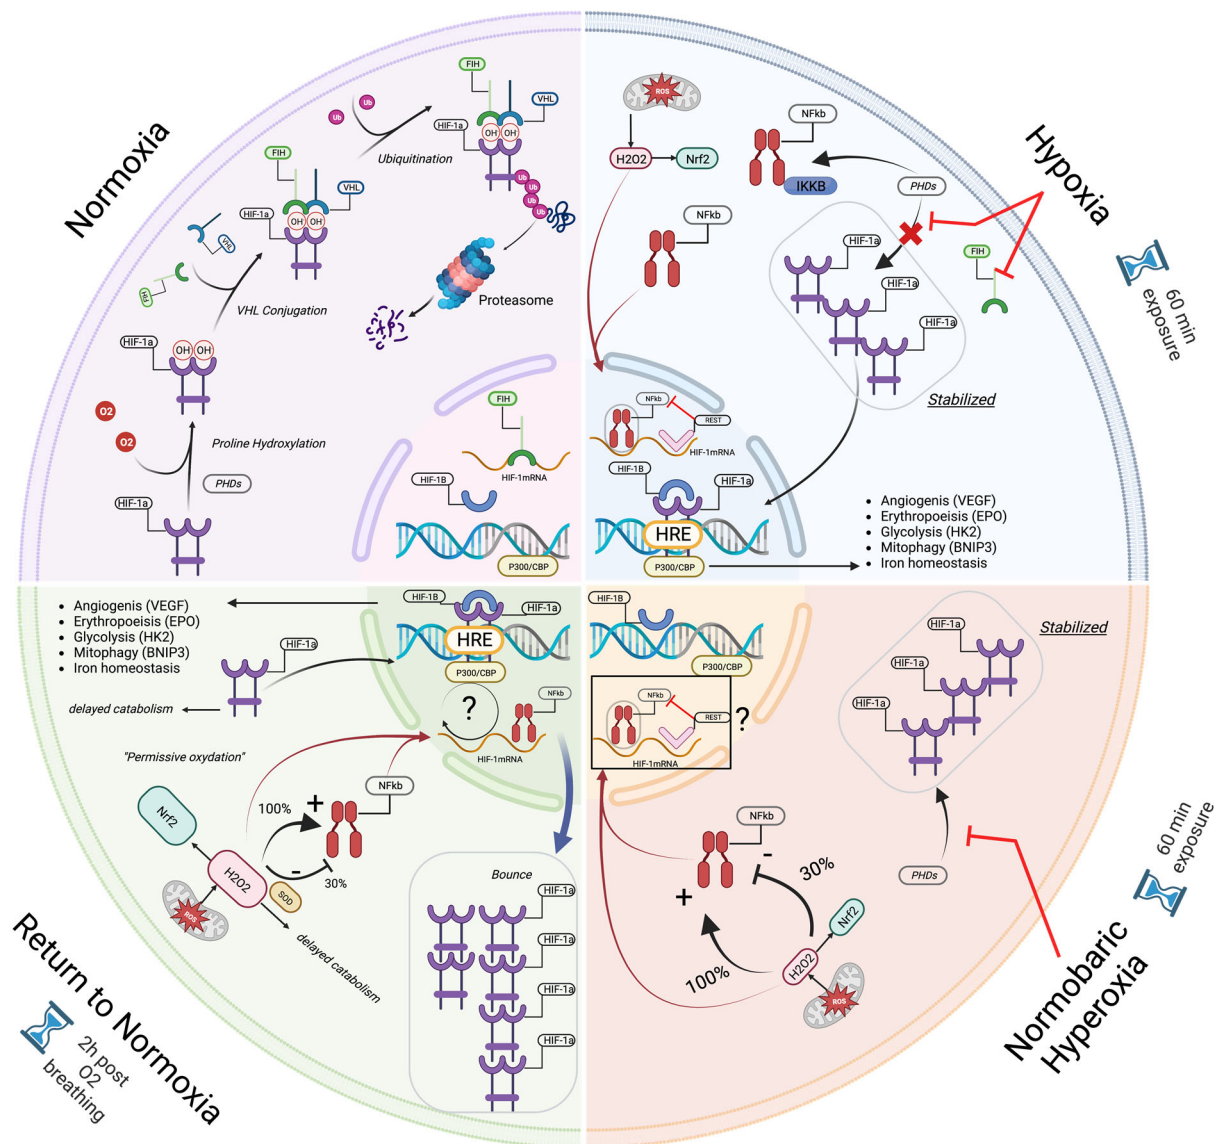 Normoxia
FIH
Ub
Ub
HIF-1a
OH
OH
VHL
Ubiquitination
Ub
Ub
Ub
Ub
FIH
VHL
HIF-1a
OH
OH
VHL
FIH
VHL Conjugation
Proteasome
HIF-1a
OH
OH
O2
O2
Proline Hydroxylation
PHDs
HIF-1a
FIH
HIF-1mRNA
HIF-1B
P300/CBP
Hypoxia
60 min
exposure
ROS
H2O2
Nrf2
NFkb
IKKB
PHDs
NFkb
HIF-1a
FIH
HIF-1a
HIF-1a
Stabilized
NFkb
REST
HIF-1mRNA
HIF-1B
HIF-1a
HRE
P300/CBP
• Angiogenis (VEGF)
• Erythropoeisis (EPO)
• Glycolysis (HK2)
• Mitophagy (BNIP3)
• Iron homeostasis
• Angiogenis (VEGF)
• Erythropoeisis (EPO)
• Glycolysis (HK2)
• Mitophagy (BNIP3)
• Iron homeostasis
HIF-1B
HIF-1a
HRE
P300/CBP
HIF-1a
delayed catabolism
?
NFkb
HIF-1mRNA
"Permissive oxydation"
NFkb
Nrf2
100%
+
-
30%
H2O2
SOD
ROS
delayed catabolism
Bounce
HIF-1a
HIF-1a
HIF-1a
HIF-1a
Return to Normoxia
2h post
O2
breathing
HIF-1B
P300/CBP
NFkb
REST
?
HIF-1mRNA
HIF-1a
HIF-1a
HIF-1a
Stabilized
PHDs
NFkb
-
30%
+
100%
H2O2
Nrf2
ROS
60 min
exposure
Normobaric
Hyperoxia